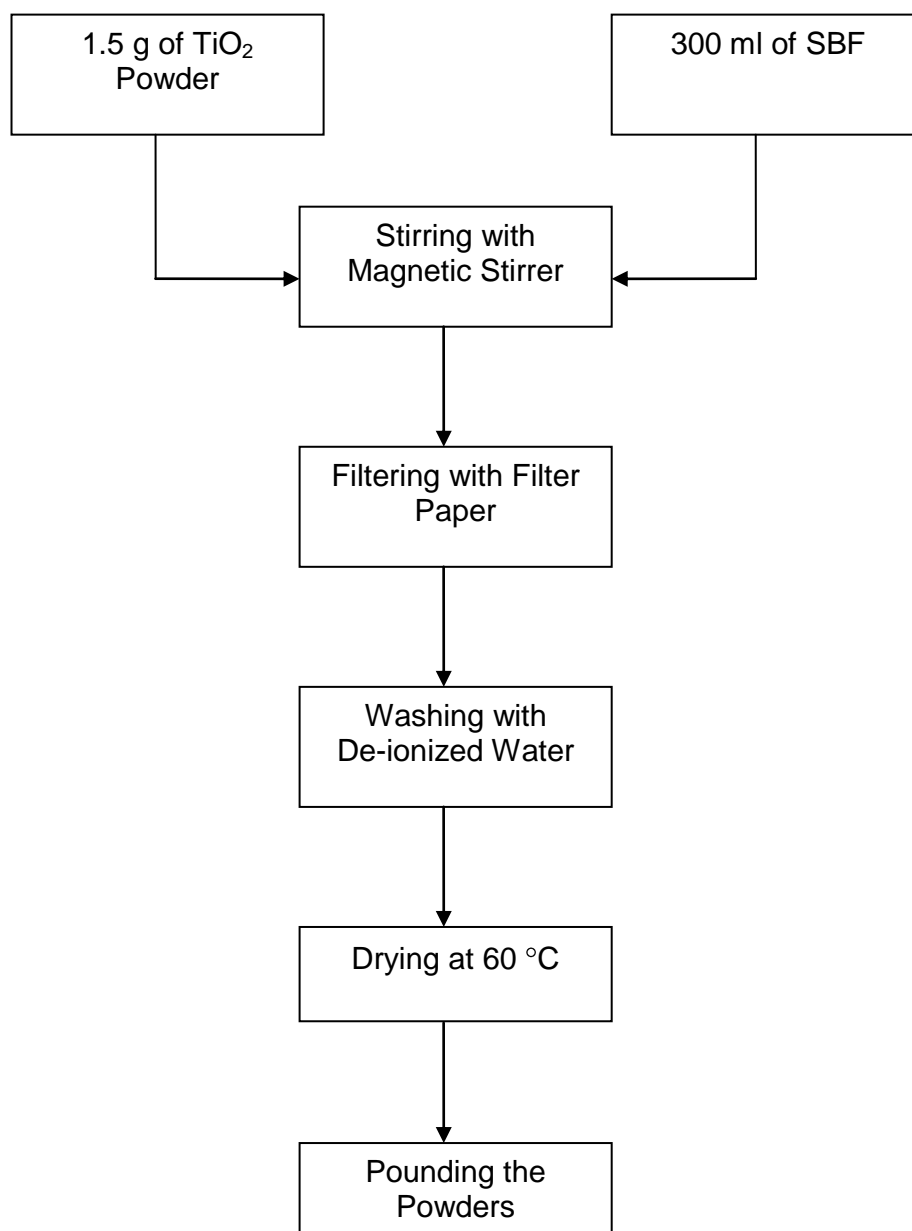 1.5 g of TiO₂
Powder
300 ml of SBF
Stirring with
Magnetic Stirrer
Filtering with Filter
Paper
Washing with
De-ionized Water
Drying at 60 °C
Pounding the
Powders